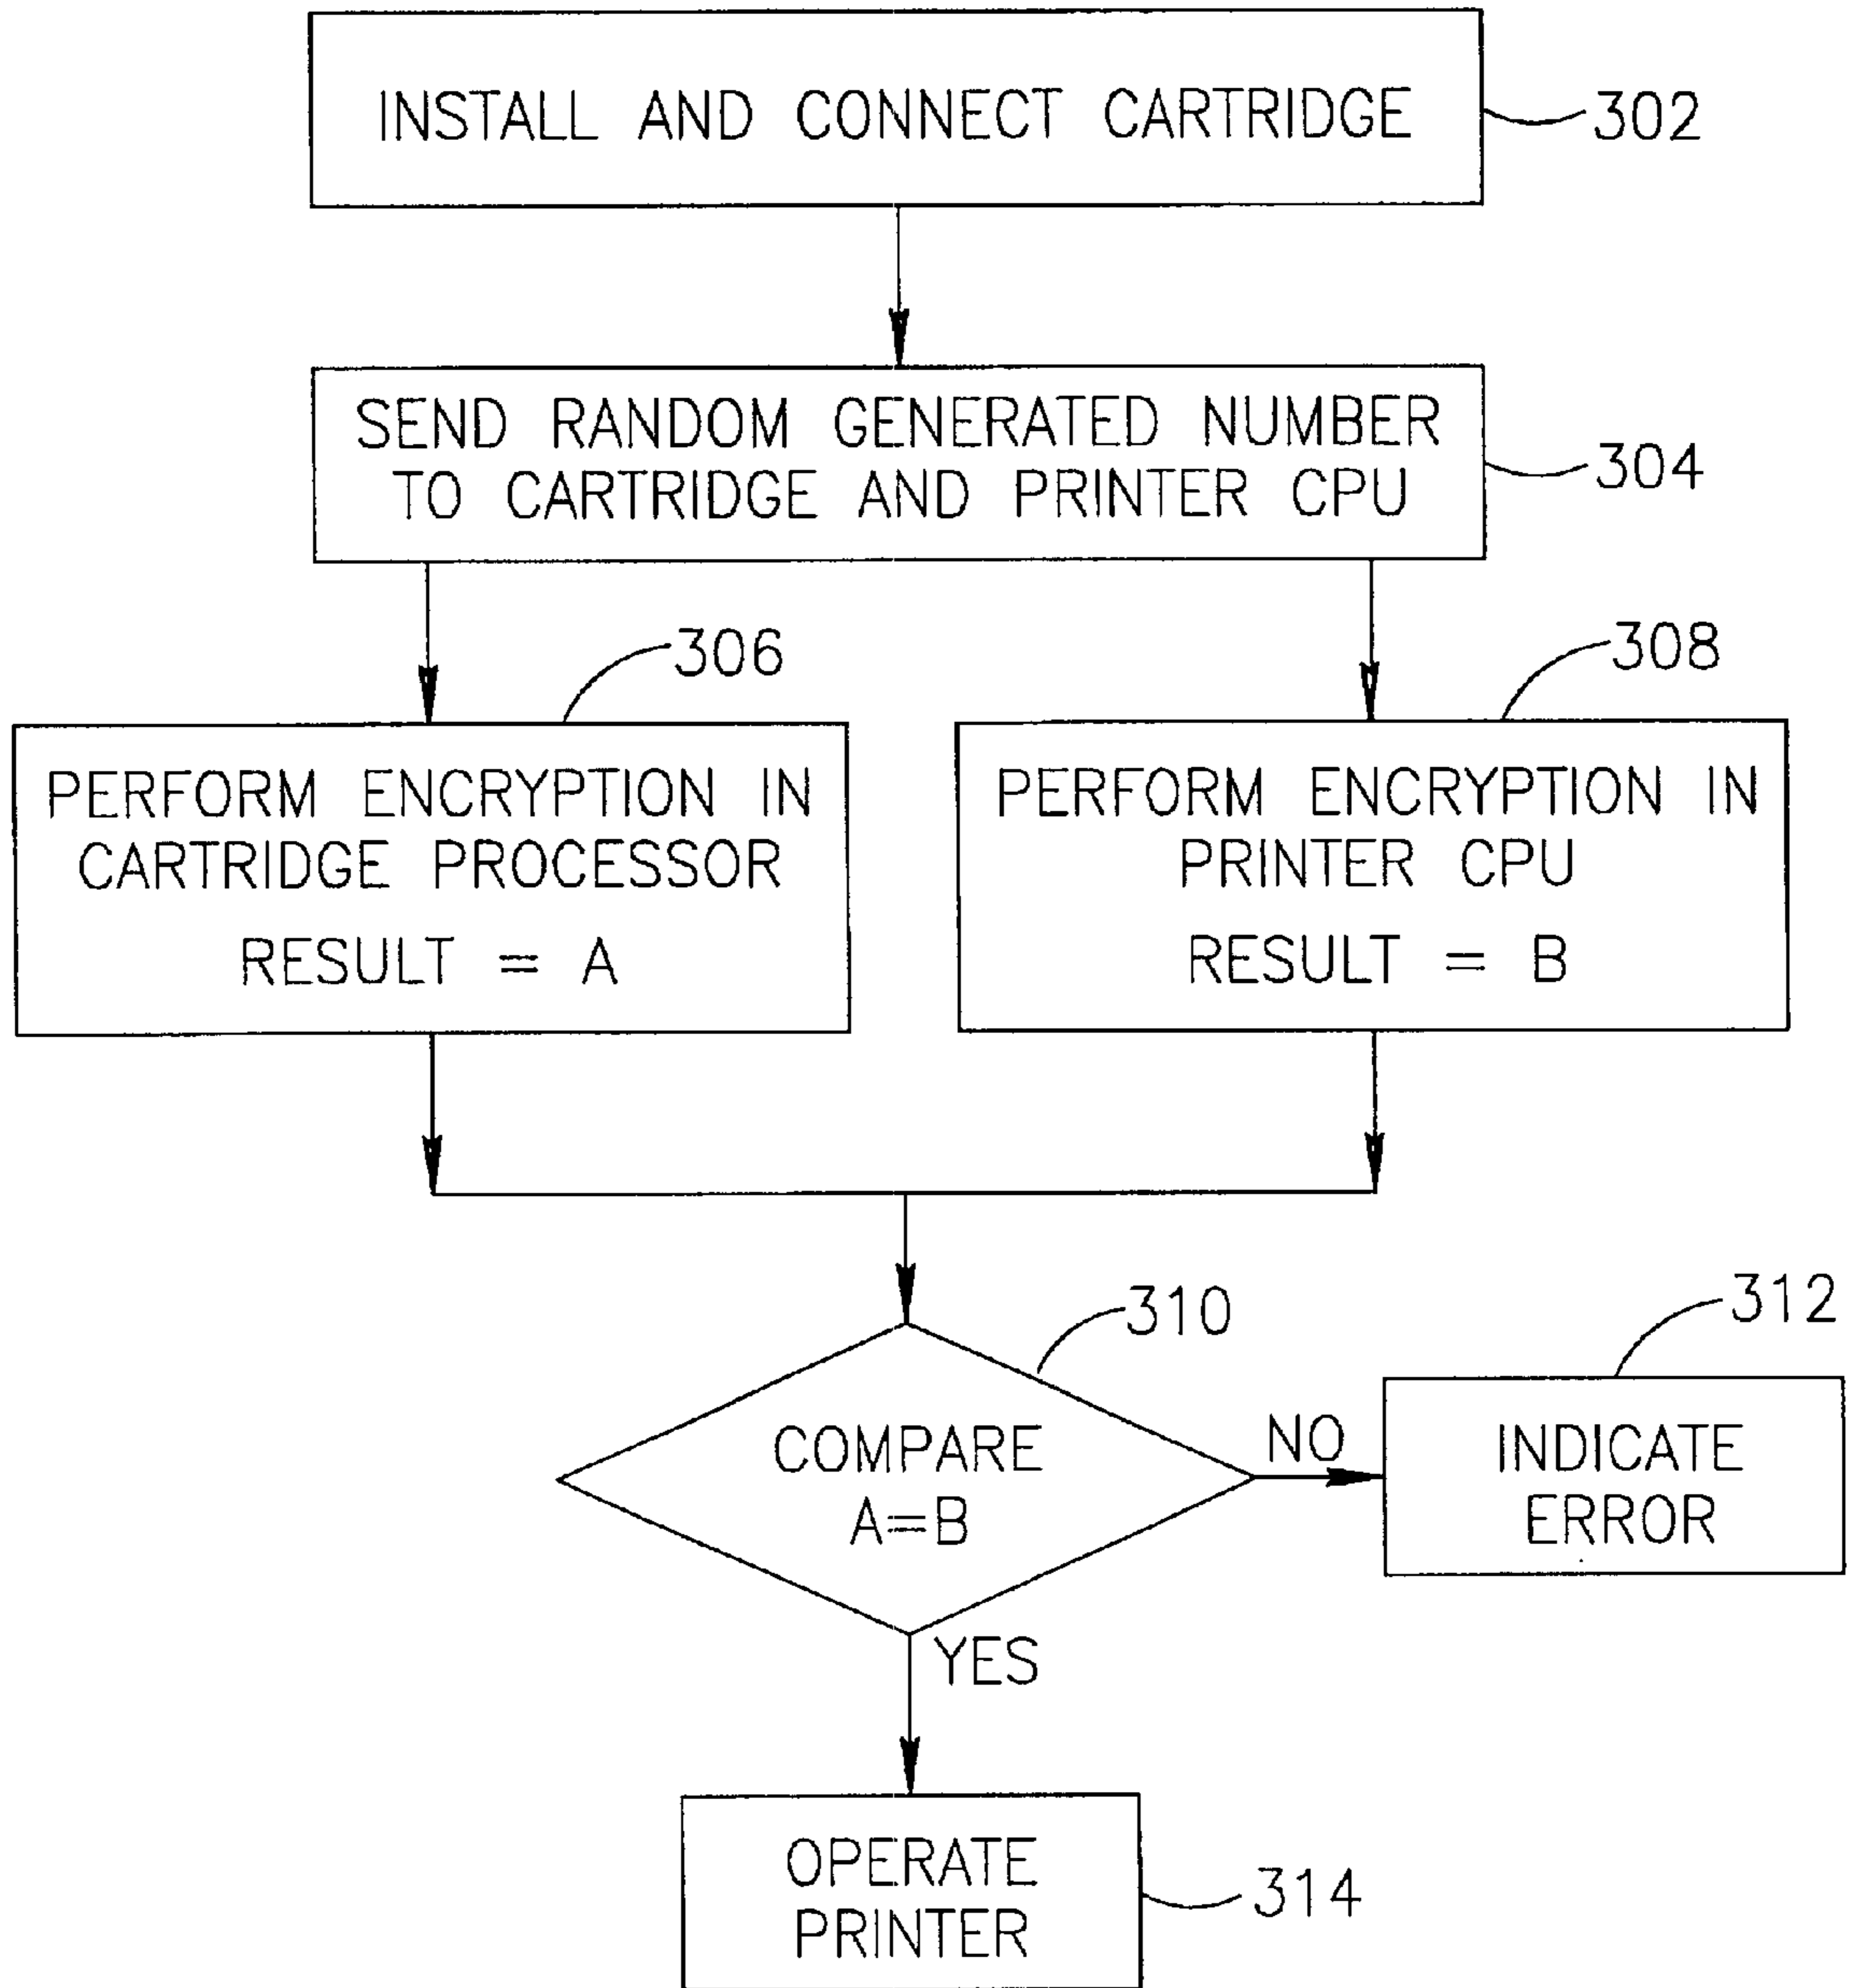 INSTALL AND CONNECT CARTRIDGE
302
SEND RANDOM GENERATED NUMBER
TO CARTRIDGE AND PRINTER CPU
304
306
308
PERFORM ENCRYPTION IN
CARTRIDGE PROCESSOR
RESULT = A
PERFORM ENCRYPTION IN
PRINTER CPU
RESULT = B
310
312
COMPARE
A=B
NO
INDICATE
ERROR
YES
OPERATE
PRINTER
314